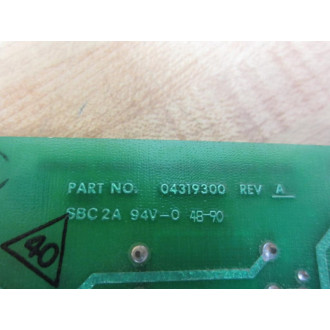 PART NO. 04319300 REV A
SBC 2A 94V-0 48-90
40